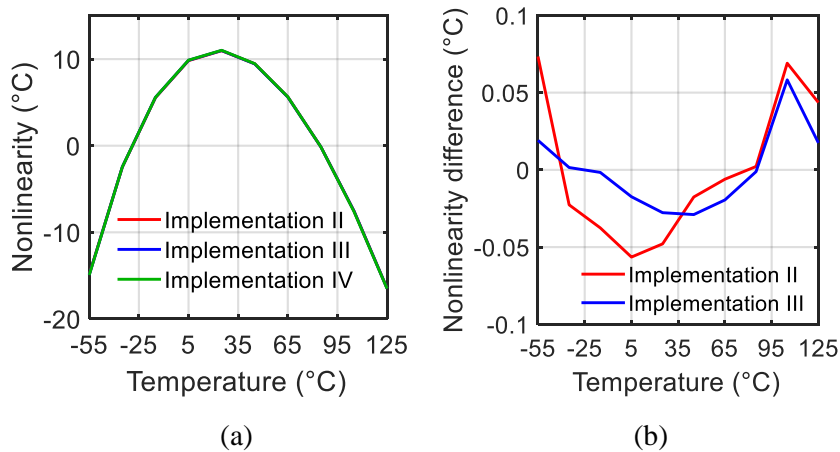 Nonlinearity (°C)
10
0
-10
-20
Implementation II
Implementation III
Implementation IV
-55 -25 5 35 65 95 125
Temperature (°C)
(a)
Nonlinearity difference (°C)
0.1
0.05
0
-0.05
-0.1
Implementation II
Implementation III
-55 -25 5 35 65 95 125
Temperature (°C)
(b)